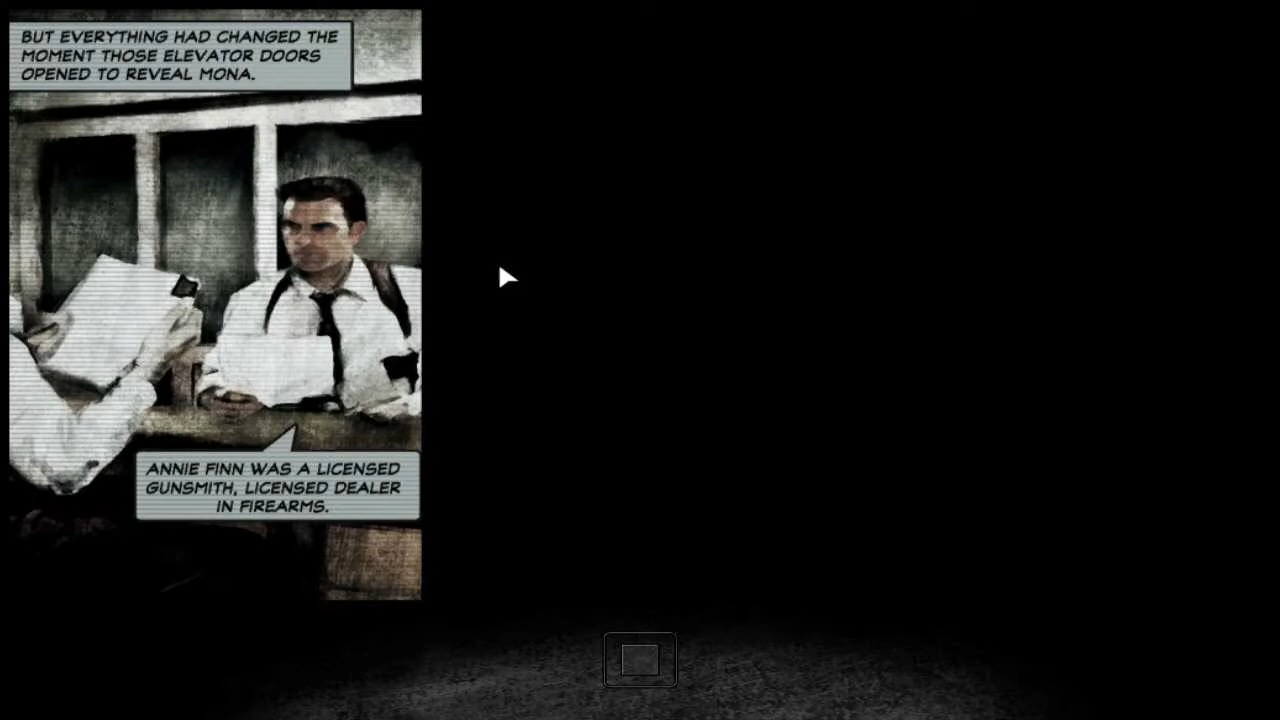 BUT EVERYTHING HAD CHANGED THE
MOMENT THOSE ELEVATOR DOORS
OPENED TO REVEAL MONA.
ANNIE FINN WAS A LICENSED
GUNSMITH, LICENSED DEALER
IN FIREARMS.